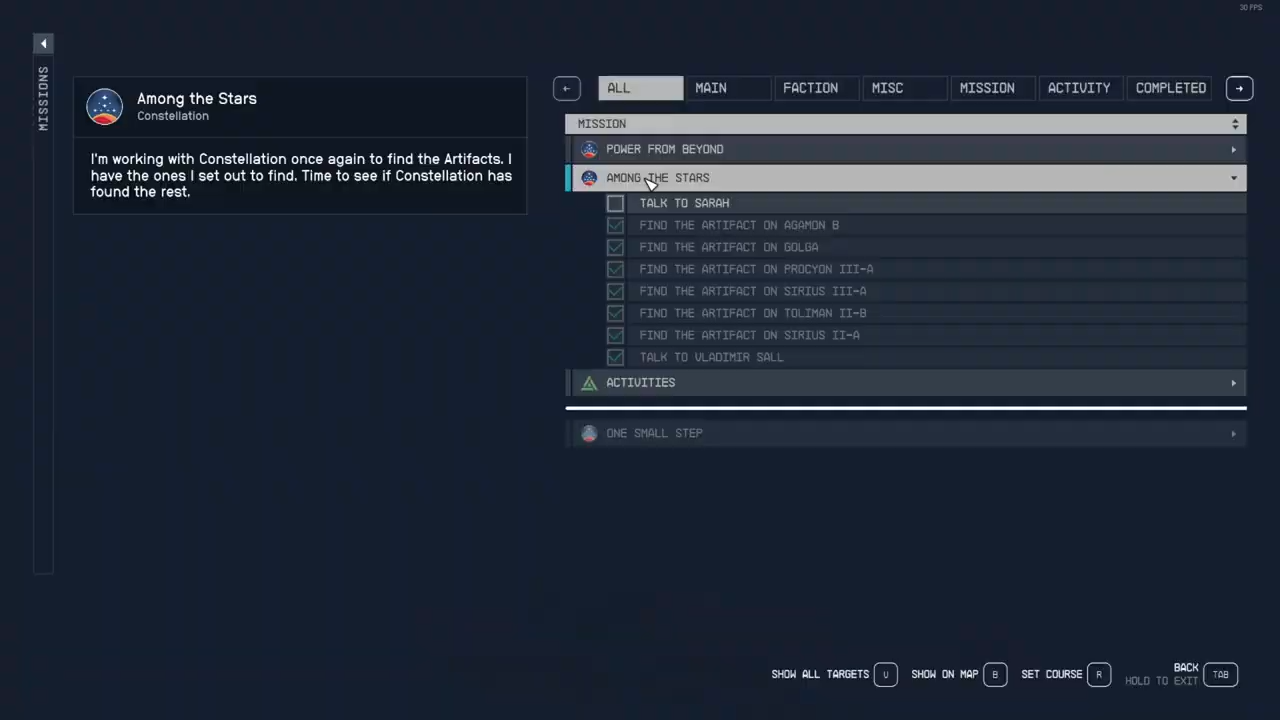 30 FPS
MISSIONS
Among the Stars
Constellation
I'm working with Constellation once again to find the Artifacts. I
have the ones I set out to find. Time to see if Constellation has
found the rest.
ALL MAIN FACTION MISC MISSION ACTIVITY COMPLETED
MISSION
POWER FROM BEYOND
AMONG THE STARS
TALK TO SARAH
FIND THE ARTIFACT ON AGAMON B
FIND THE ARTIFACT ON GOLGA
FIND THE ARTIFACT ON PROCYON III-A
FIND THE ARTIFACT ON SIRIUS III-A
FIND THE ARTIFACT ON TOLIMAN II-B
FIND THE ARTIFACT ON SIRIUS II-A
TALK TO VLADIMIR SALL
ACTIVITIES
ONE SMALL STEP
SHOW ALL TARGETS U SHOW ON MAP B SET COURSE R BACK TAB
HOLD TO EXIT